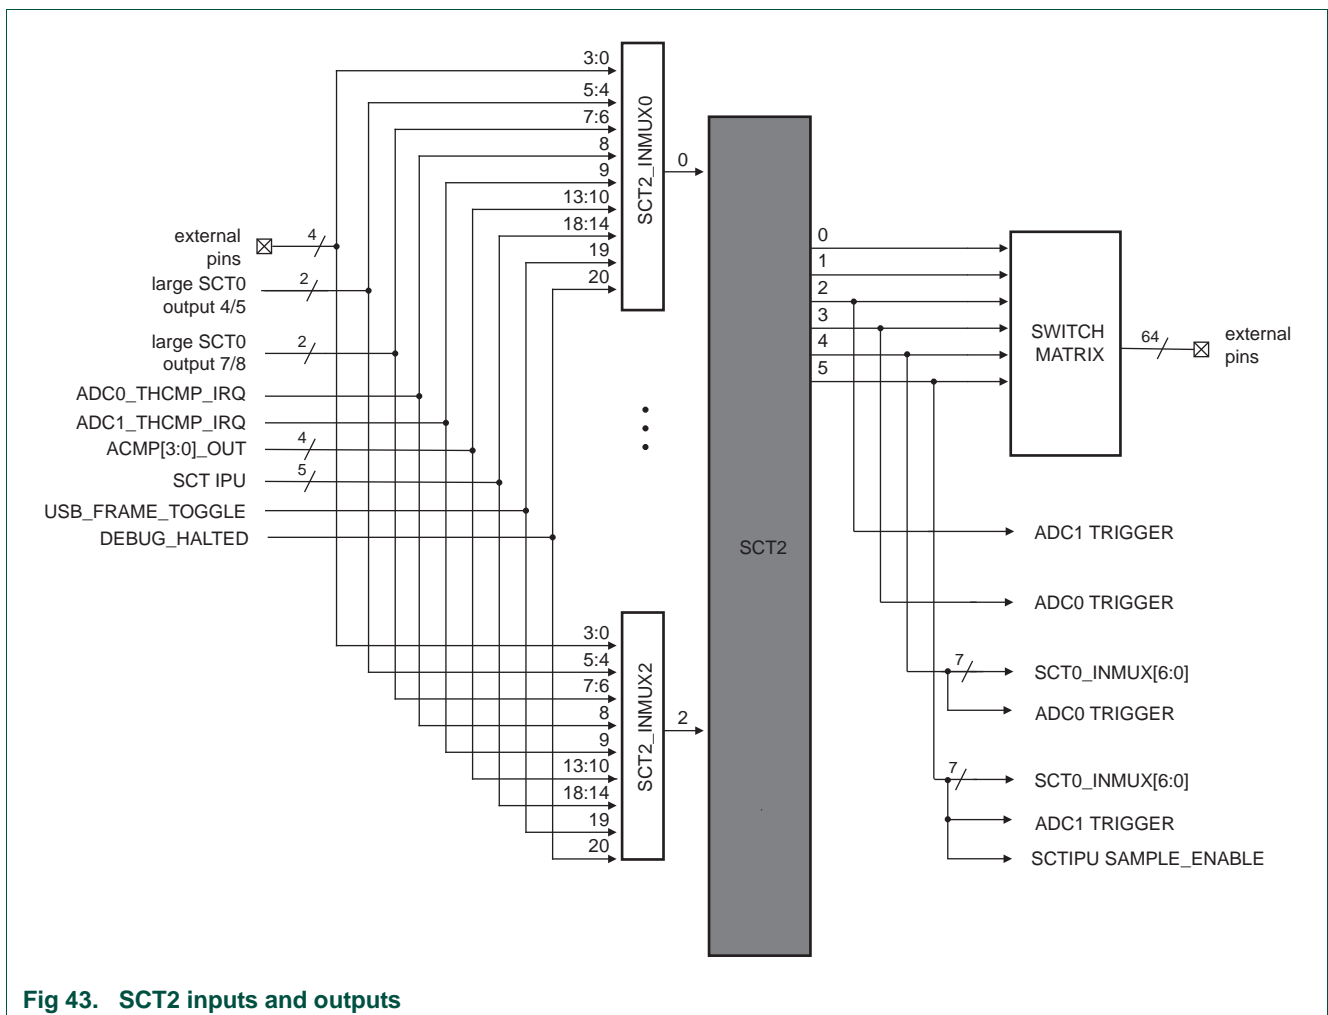 3:0
5:4
7:6
8
9
13:10
18:14
19
20
SCT2_INMUX0
0
external
pins
4
large SCT0
output 4/5
2
large SCT0
output 7/8
2
ADC0_THCMP_IRQ
ADC1_THCMP_IRQ
ACMP[3:0]_OUT
4
SCT IPU
5
USB_FRAME_TOGGLE
DEBUG_HALTED
3:0
5:4
7:6
8
9
13:10
18:14
19
20
SCT2_INMUX2
2
SCT2
0
1
2
3
4
5
SWITCH
MATRIX
64
external
pins
ADC1 TRIGGER
ADC0 TRIGGER
7
SCT0_INMUX[6:0]
ADC0 TRIGGER
7
SCT0_INMUX[6:0]
ADC1 TRIGGER
SCTIPU SAMPLE_ENABLE
Fig 43. SCT2 inputs and outputs